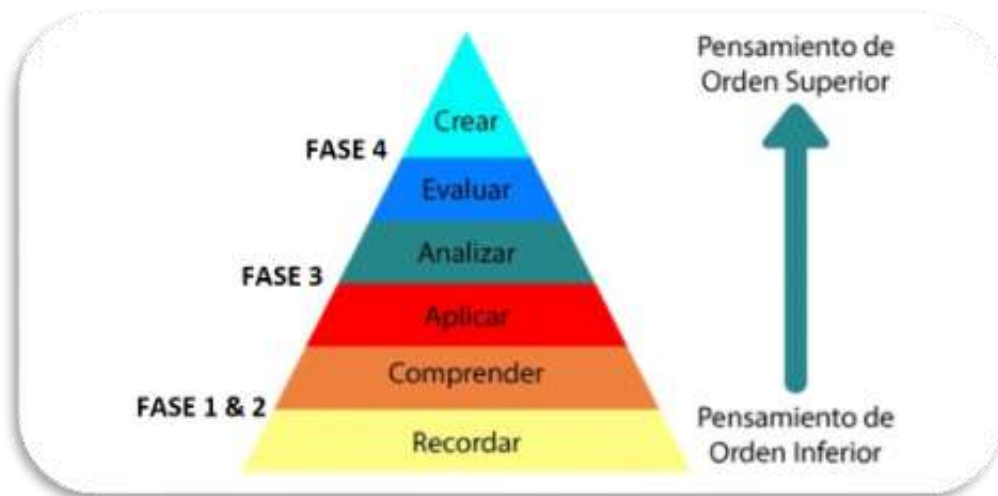 Pensamiento de
Orden Superior
Crear
FASE 4
Evaluar
Analizar
FASE 3
Aplicar
Comprender
FASE 1 & 2
Recordar
Pensamiento de
Orden Inferior